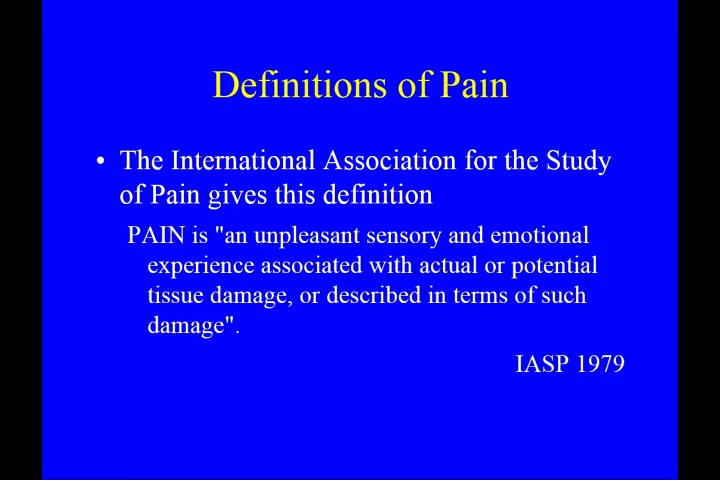 Definitions of Pain
• The International Association for the Study
of Pain gives this definition
PAIN is "an unpleasant sensory and emotional
experience associated with actual or potential
tissue damage, or described in terms of such
damage".
IASP 1979